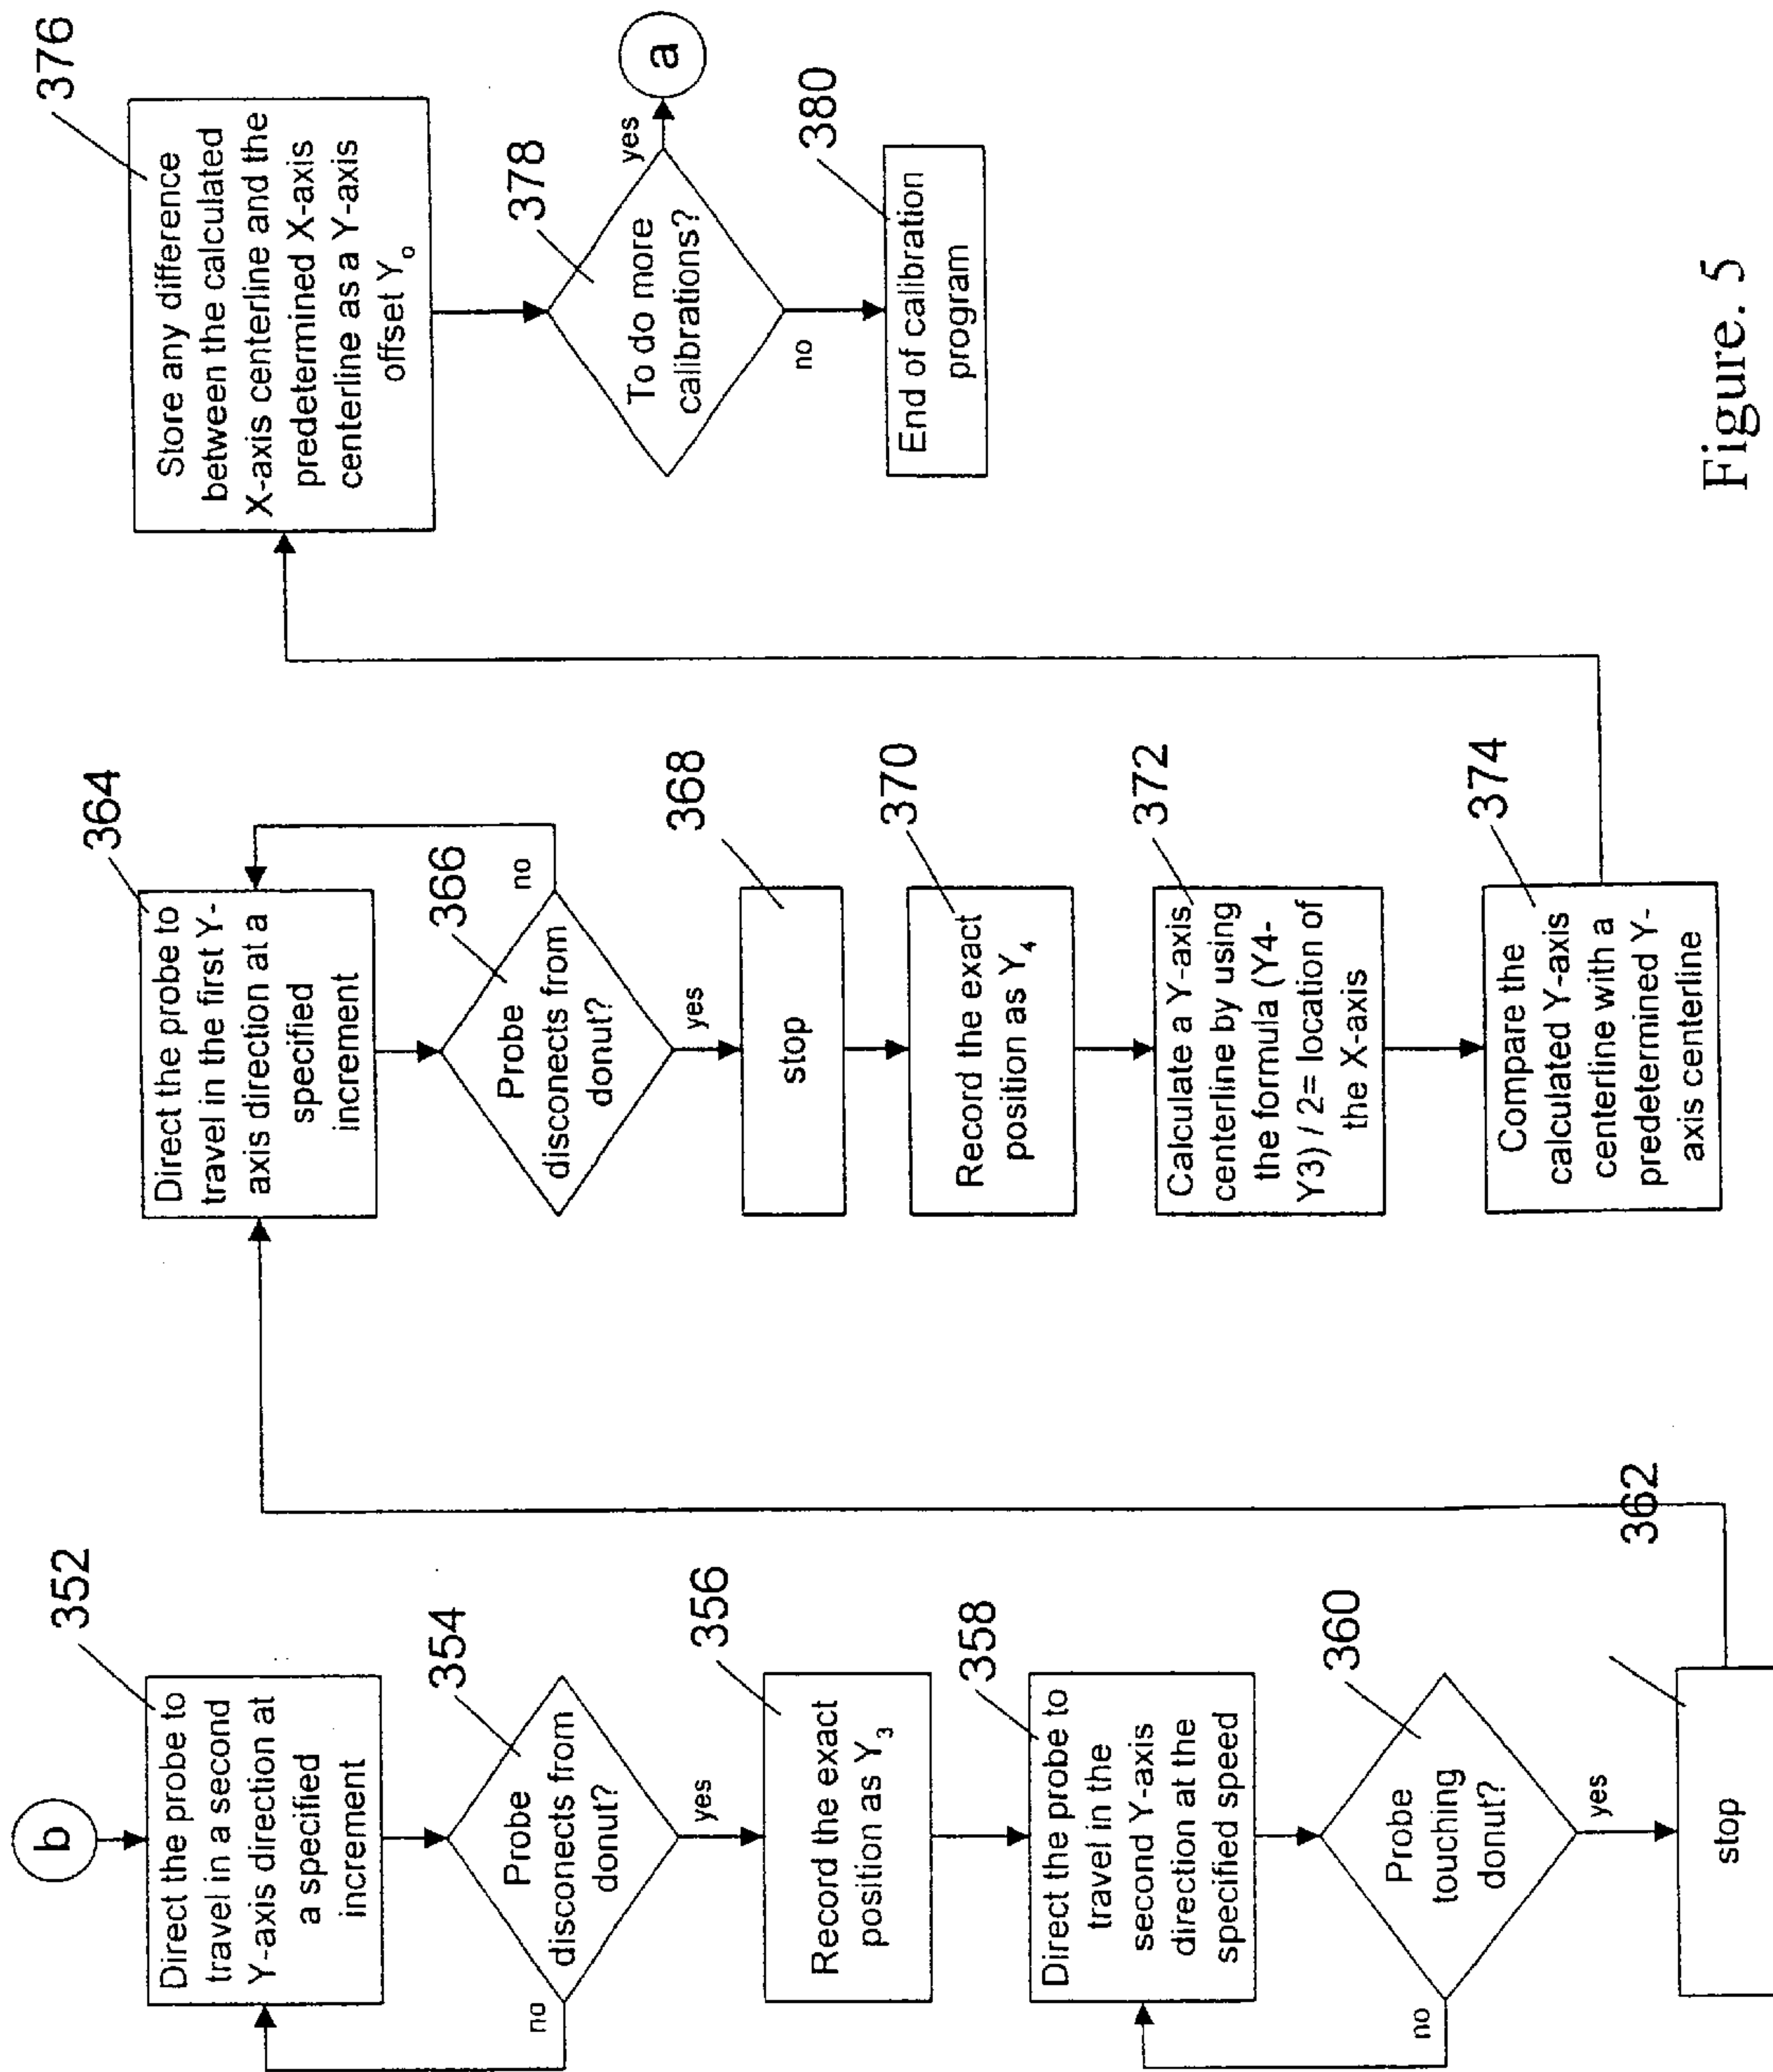 b
352
Direct the probe to
travel in a second
Y-axis direction at
a specified
increment
354
Probe
disconects from
donut?
no
yes
356
Record the exact
position as Y₃
358
Direct the probe to
travel in the
second Y-axis
direction at the
specified speed
360
Probe
touching
donut?
no
yes
362
stop
364
Direct the probe to
travel in the first Y-
axis direction at a
specified
increment
366
Probe
disconects from
donut?
no
yes
368
stop
370
Record the exact
position as Y₄
372
Calculate a Y-axis
centerline by using
the formula (Y4-
Y3) / 2= location of
the X-axis
374
Compare the
calculated Y-axis
centerline with a
predetermined Y-
axis centerline
376
Store any difference
between the calculated
X-axis centerline and the
predetermined X-axis
centerline as a Y-axis
offset Y₀
378
To do more
calibrations?
yes
a
no
380
End of calibration
program
Figure. 5